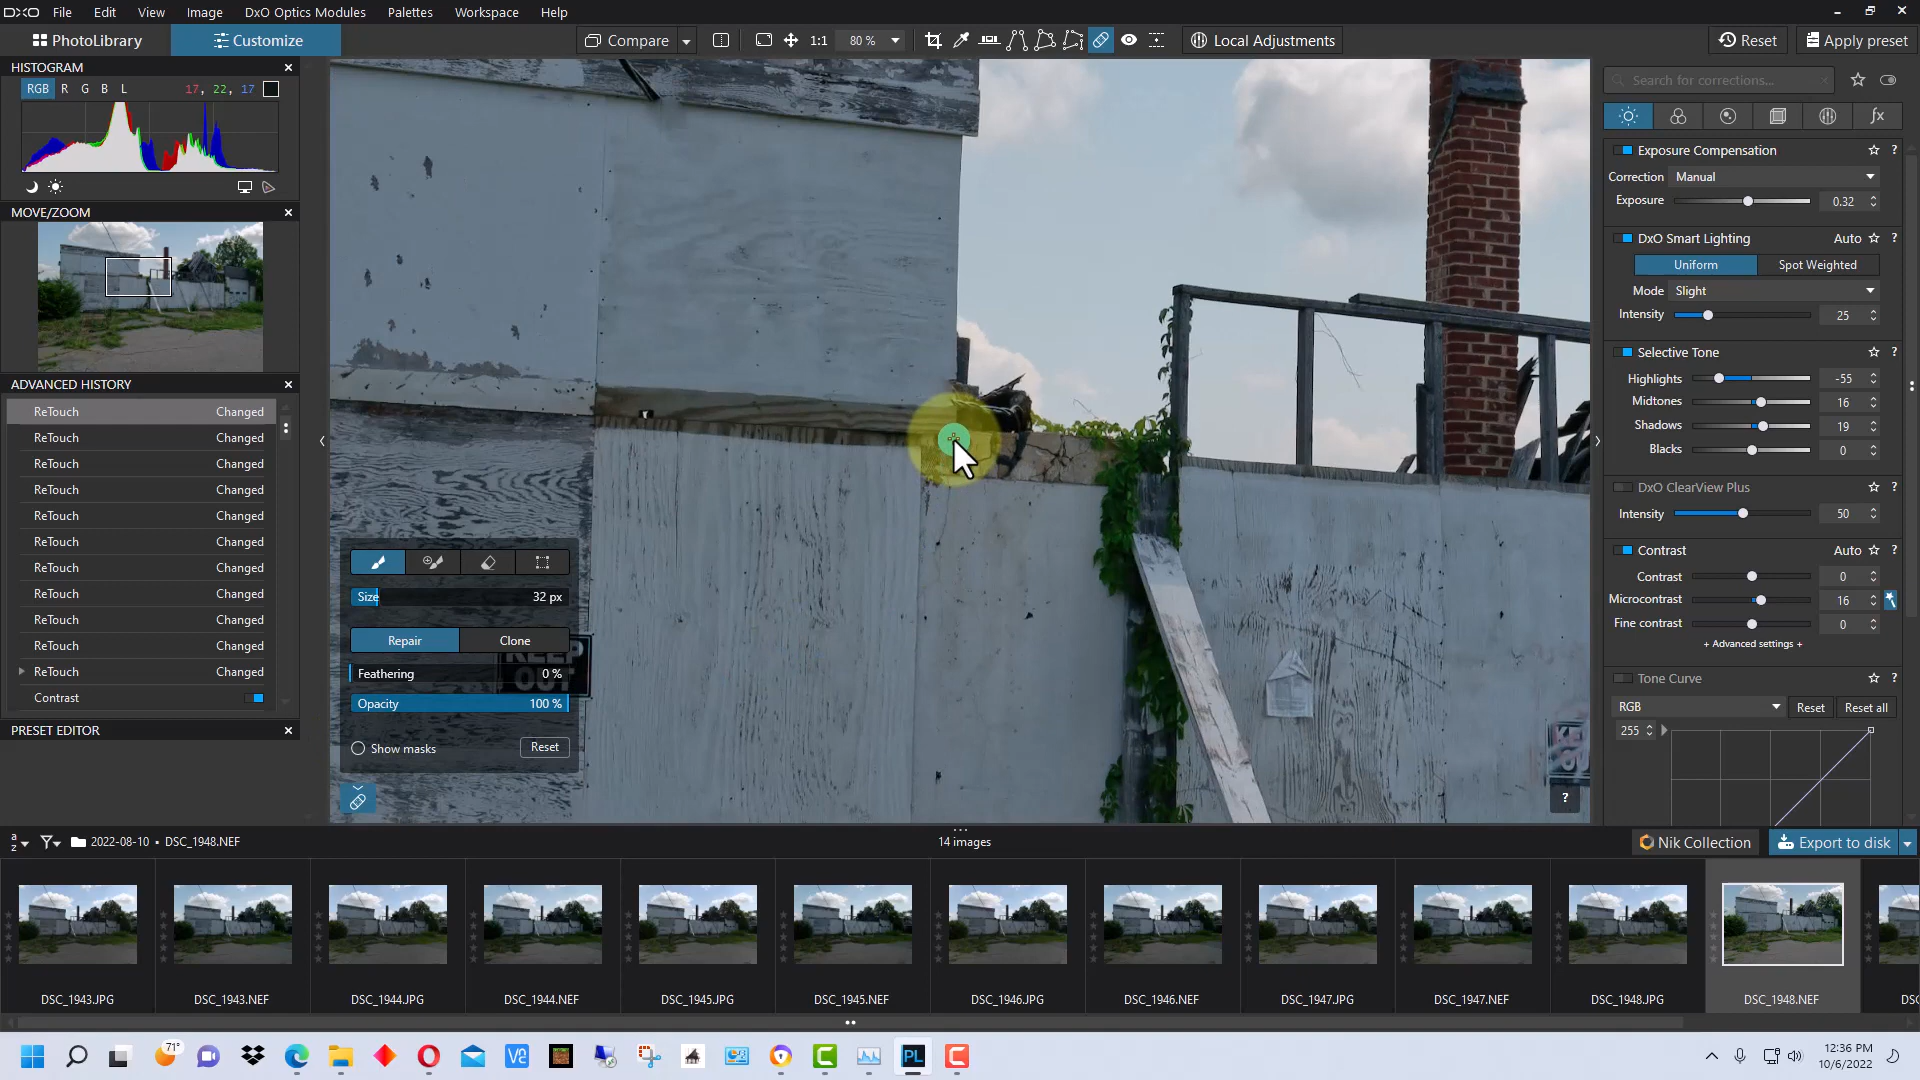 DXO File Edit View Image DxO Optics Modules Palettes Workspace Help
PhotoLibrary Customize Compare 1:1 80 % Local Adjustments Reset Apply preset
HISTOGRAM
RGB R G B L 17, 22, 17
MOVE/ZOOM
ADVANCED HISTORY
ReTouch Changed
ReTouch Changed
ReTouch Changed
ReTouch Changed
ReTouch Changed
ReTouch Changed
ReTouch Changed
ReTouch Changed
ReTouch Changed
ReTouch Changed
ReTouch Changed
Contrast
PRESET EDITOR
Size 32 px
Repair Clone
KEEP
OUT
Feathering 0 %
Opacity 100 %
Show masks Reset
Search for corrections...
fx
Exposure Compensation ?
Correction Manual
Exposure 0.32
DxO Smart Lighting Auto ?
Uniform Spot Weighted
Mode Slight
Intensity 25
Selective Tone ?
Highlights -55
Midtones 16
Shadows 19
Blacks 0
DxO ClearView Plus ?
Intensity 50
Contrast Auto ?
Contrast 0
Microcontrast 16
Fine contrast 0
+ Advanced settings +
Tone Curve ?
RGB Reset Reset all
255
?
a
z
2022-08-10 • DSC_1948.NEF 14 images Nik Collection Export to disk
DSC_1943.JPG DSC_1943.NEF DSC_1944.JPG DSC_1944.NEF DSC_1945.JPG DSC_1945.NEF DSC_1946.JPG DSC_1946.NEF DSC_1947.JPG DSC_1947.NEF DSC_1948.JPG DSC_1948.NEF
71°
PL
12:36 PM
10/6/2022